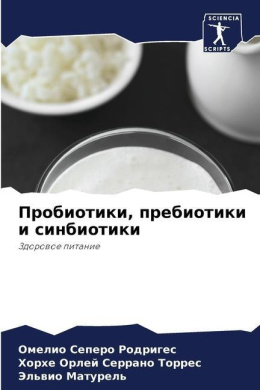 SCIENCIA
SCRIPTS
Пробиотики, пребиотики
и синбиотики
Здоровое питание
Омелио Сеперо Родригес
Хорхе Орлей Серрано Торрес
Эльвио Матурель